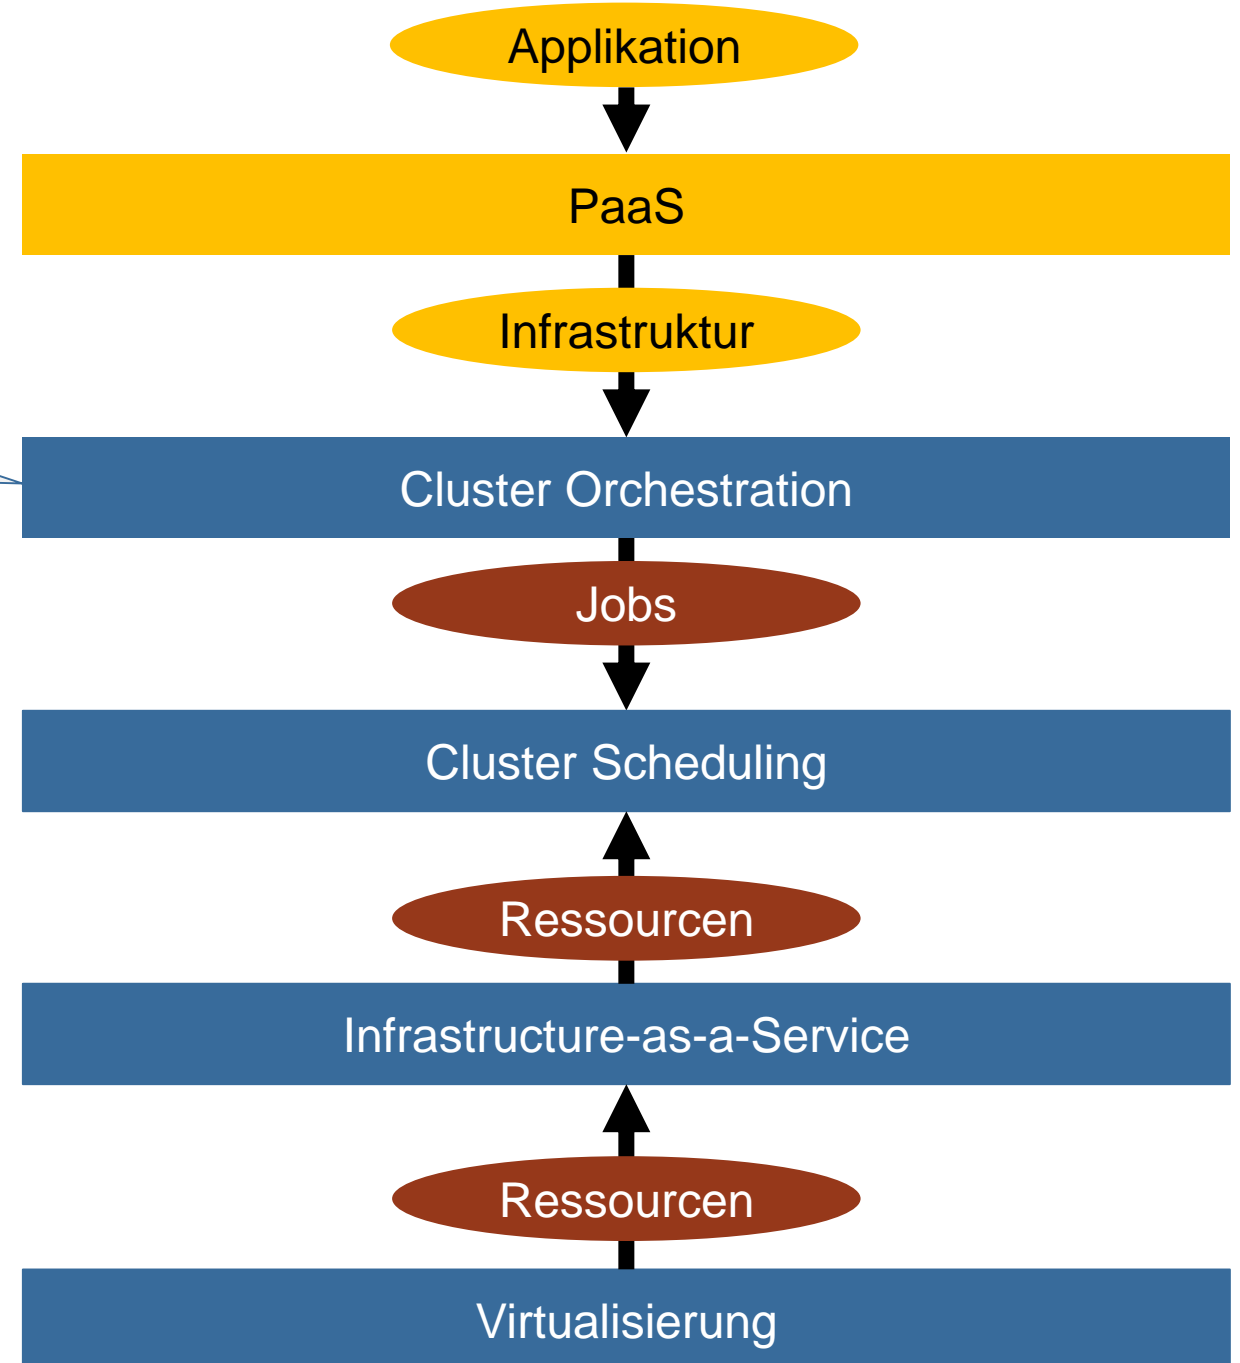 Applikation
PaaS
Infrastruktur
Cluster Orchestration
Jobs
Cluster Scheduling
Ressourcen
Infrastructure-as-a-Service
Ressourcen
Virtualisierung